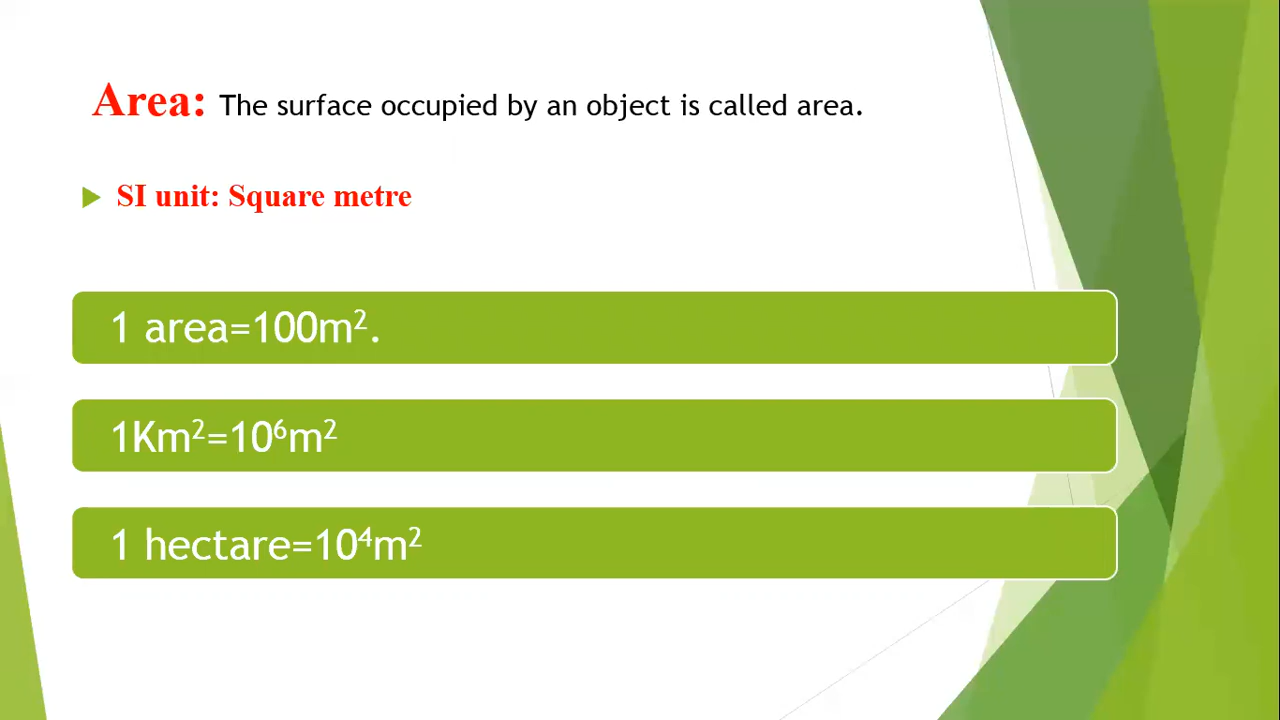 Area: The surface occupied by an object is called area.
SI unit: Square metre
1 area=100m².
1Km²=10⁶m²
1 hectare=10⁴m²